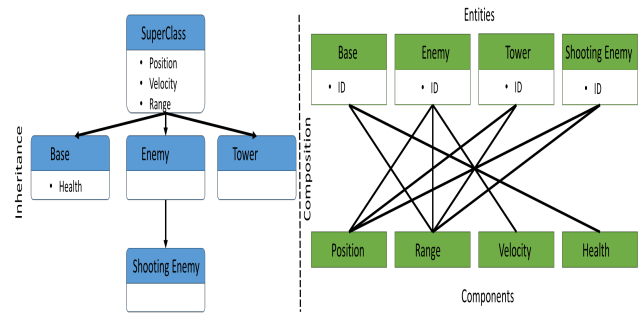 SuperClass
• Position
• Velocity
• Range
Inheritance
Base
• Health
Enemy
Tower
Shooting Enemy
Entities
Base
• ID
Enemy
• ID
Tower
• ID
Shooting Enemy
• ID
Composition
Position
Range
Velocity
Health
Components